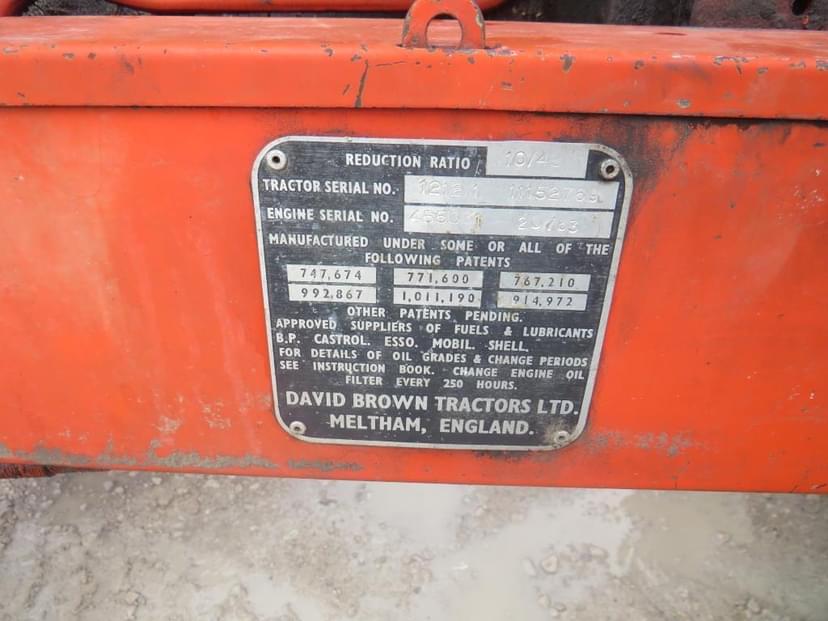 REDUCTION RATIO
TRACTOR SERIAL NO. 11152769
ENGINE SERIAL NO.
MANUFACTURED UNDER SOME OR ALL OF THE
FOLLOWING PATENTS
747,674 771,600 767,210
992,867 1,011,190 914,972
OTHER PATENTS PENDING.
APPROVED SUPPLIERS OF FUELS & LUBRICANTS
B.P. CASTROL. ESSO. MOBIL. SHELL,
FOR DETAILS OF OIL GRADES & CHANGE PERIODS
SEE INSTRUCTION BOOK. CHANGE ENGINE OIL
FILTER EVERY 250 HOURS.
DAVID BROWN TRACTORS LTD.
MELTHAM, ENGLAND.